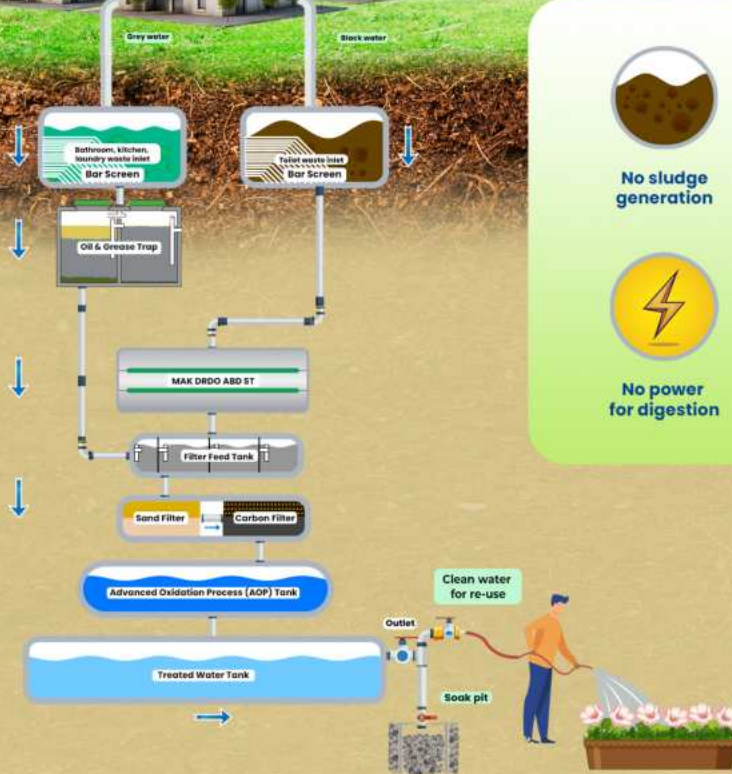 Grey water
Black water
Bathroom, kitchen,
laundry waste inlet
Bar Screen
Toilet waste inlet
Bar Screen
No sludge
generation
Oil & Grease Trap
No power
for digestion
MAK DRDO ABD ST
Filter Feed Tank
Sand Filter
Carbon Filter
Advanced Oxidation Process (AOP) Tank
Clean water
for re-use
Outlet
Treated Water Tank
Soak pit